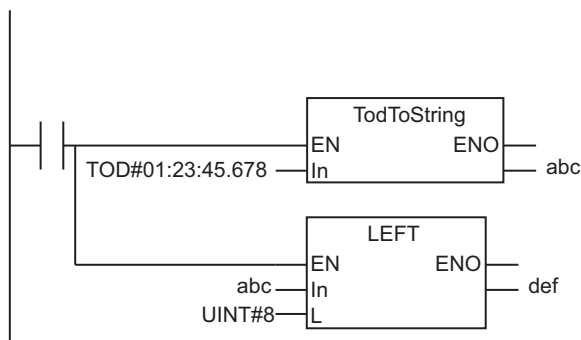 TodToString
EN ENO
TOD#01:23:45.678 In abc
LEFT
EN ENO
abc In def
UINT#8 L